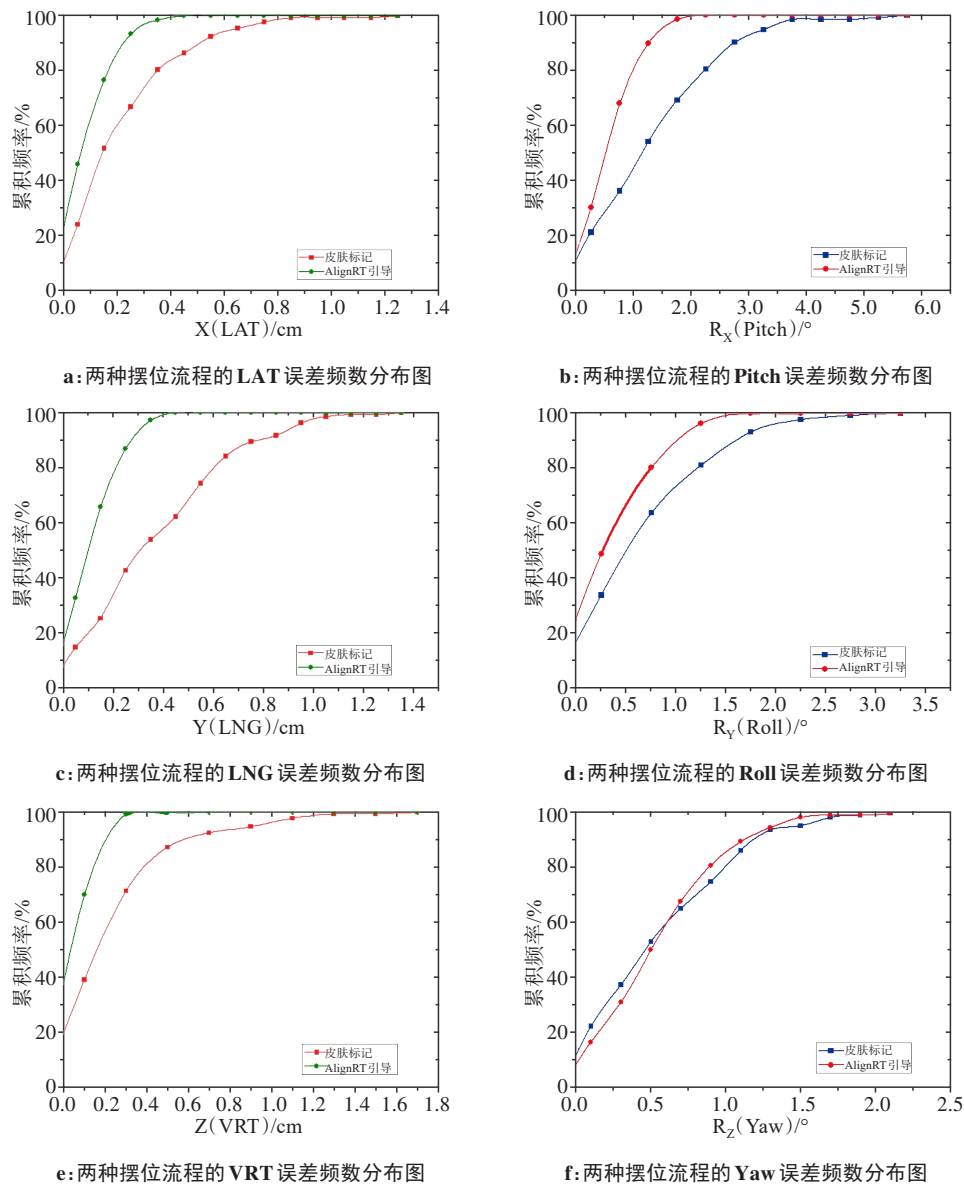 100
80
60
40
20
0
累积频率/%
皮肤标记
AlignRT引导
0.0 0.2 0.4 0.6 0.8 1.0 1.2 1.4
X(LAT)/cm
a:两种摆位流程的LAT误差频数分布图
100
80
60
40
20
0
累积频率/%
皮肤标记
AlignRT引导
0.0 1.0 2.0 3.0 4.0 5.0 6.0
RX(Pitch)/°
b:两种摆位流程的Pitch误差频数分布图
100
80
60
40
20
0
累积频率/%
皮肤标记
AlignRT引导
0.0 0.2 0.4 0.6 0.8 1.0 1.2 1.4
Y(LNG)/cm
c:两种摆位流程的LNG误差频数分布图
100
80
60
40
20
0
累积频率/%
皮肤标记
AlignRT引导
0.0 0.5 1.0 1.5 2.0 2.5 3.0 3.5
RY(Roll)/°
d:两种摆位流程的Roll误差频数分布图
100
80
60
40
20
0
累积频率/%
皮肤标记
AlignRT引导
0.0 0.2 0.4 0.6 0.8 1.0 1.2 1.4 1.6 1.8
Z(VRT)/cm
e:两种摆位流程的VRT误差频数分布图
100
80
60
40
20
0
累积频率/%
皮肤标记
AlignRT引导
0.0 0.5 1.0 1.5 2.0 2.5
RZ(Yaw)/°
f:两种摆位流程的Yaw误差频数分布图